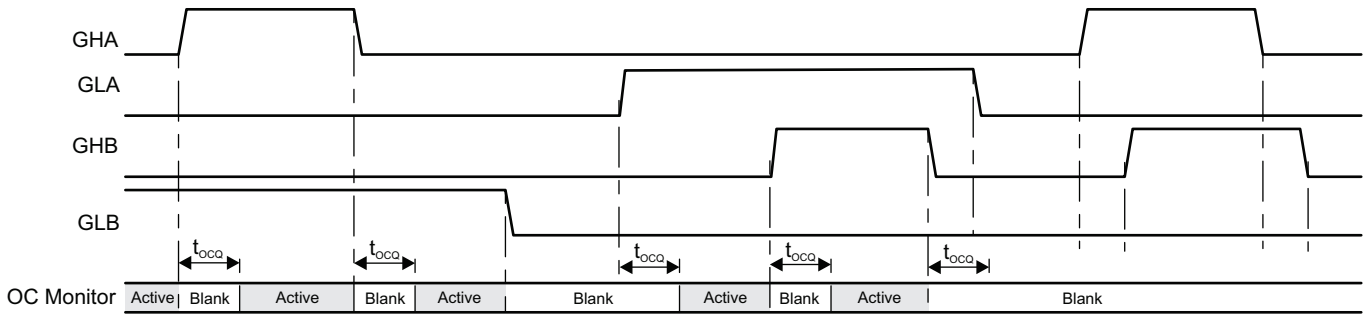 GHA
GLA
GHB
GLB
tOCQ tOCQ tOCQ tOCQ tOCQ
OC Monitor Active Blank Active Blank Active Blank Active Blank Active Blank